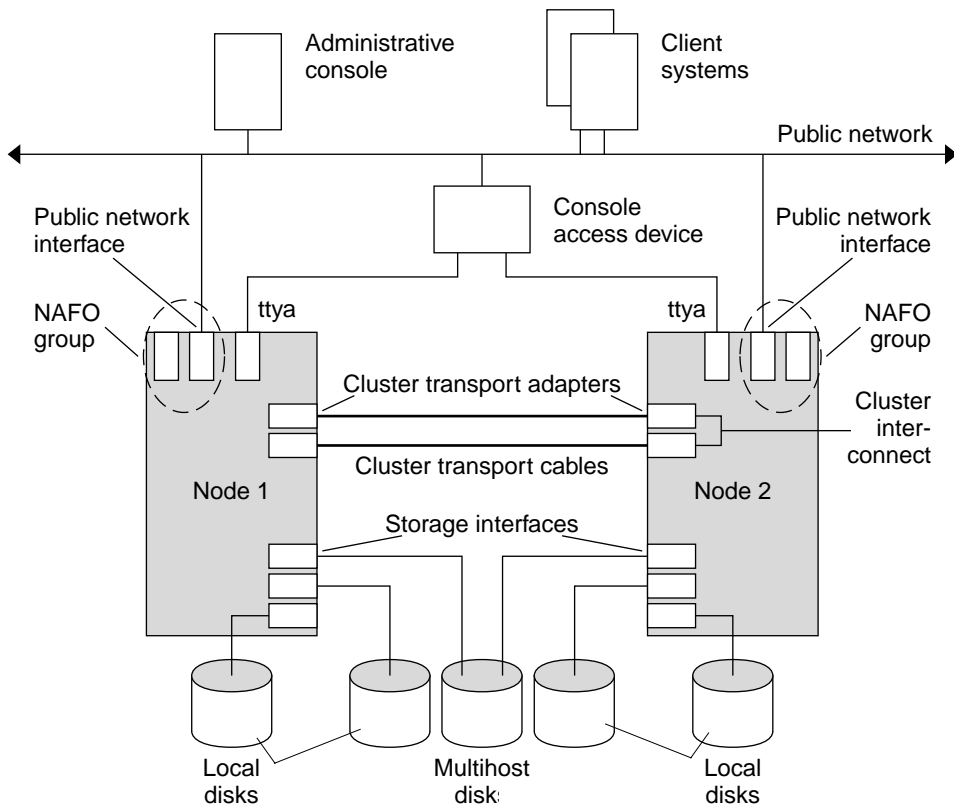 Administrative
console
Client
systems
Public network
Public network
interface
Console
access device
Public network
interface
NAFO
group
ttya
ttya
NAFO
group
Cluster transport adapters
Cluster
inter-
connect
Cluster transport cables
Node 1
Node 2
Storage interfaces
Local
disks
Multihost
disks
Local
disks